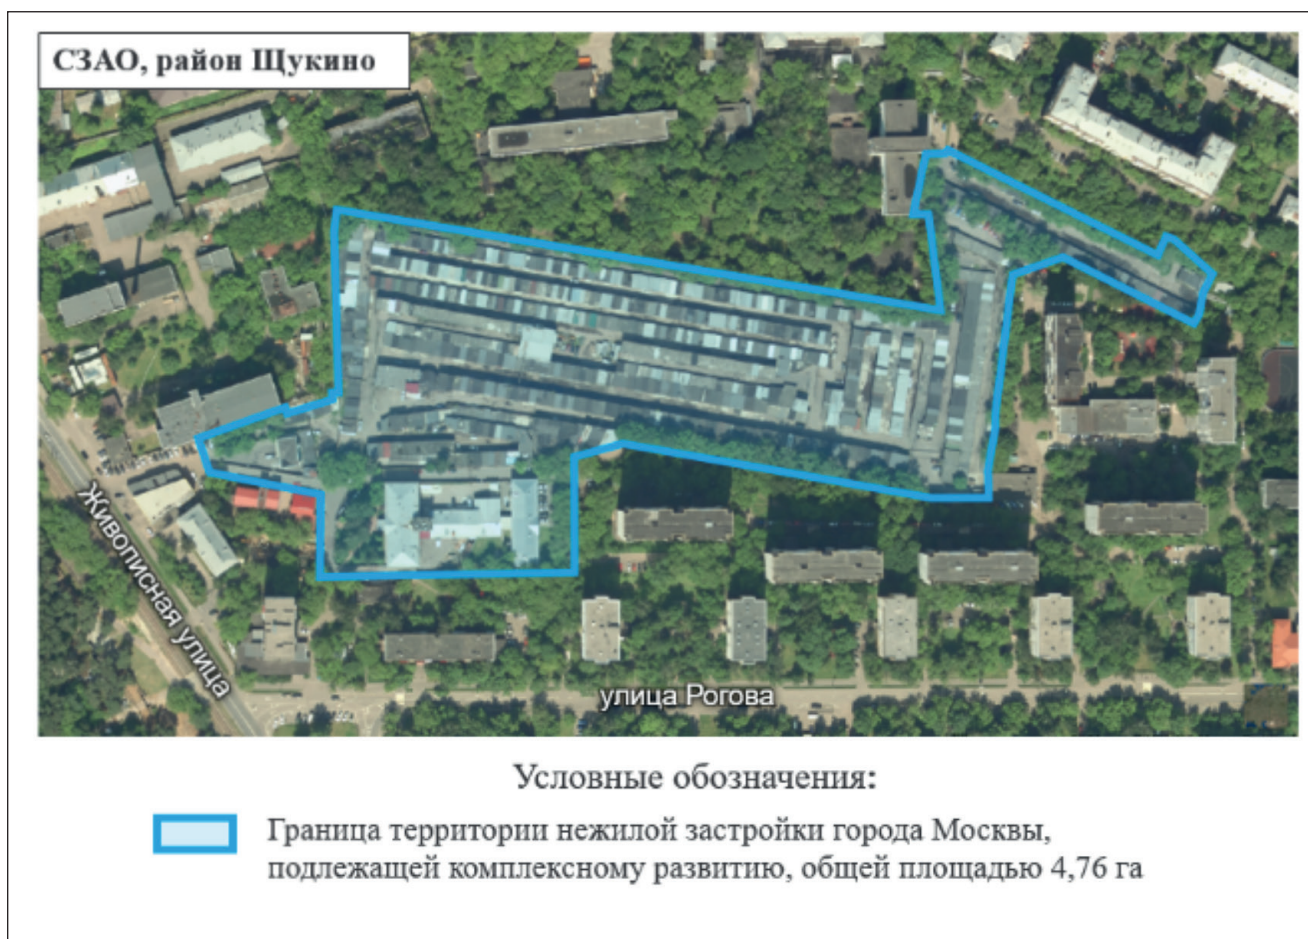 СЗАО, район Щукино
Живописная улица
улица Рогова
Условные обозначения:
Граница территории нежилой застройки города Москвы,
подлежащей комплексному развитию, общей площадью 4,76 га